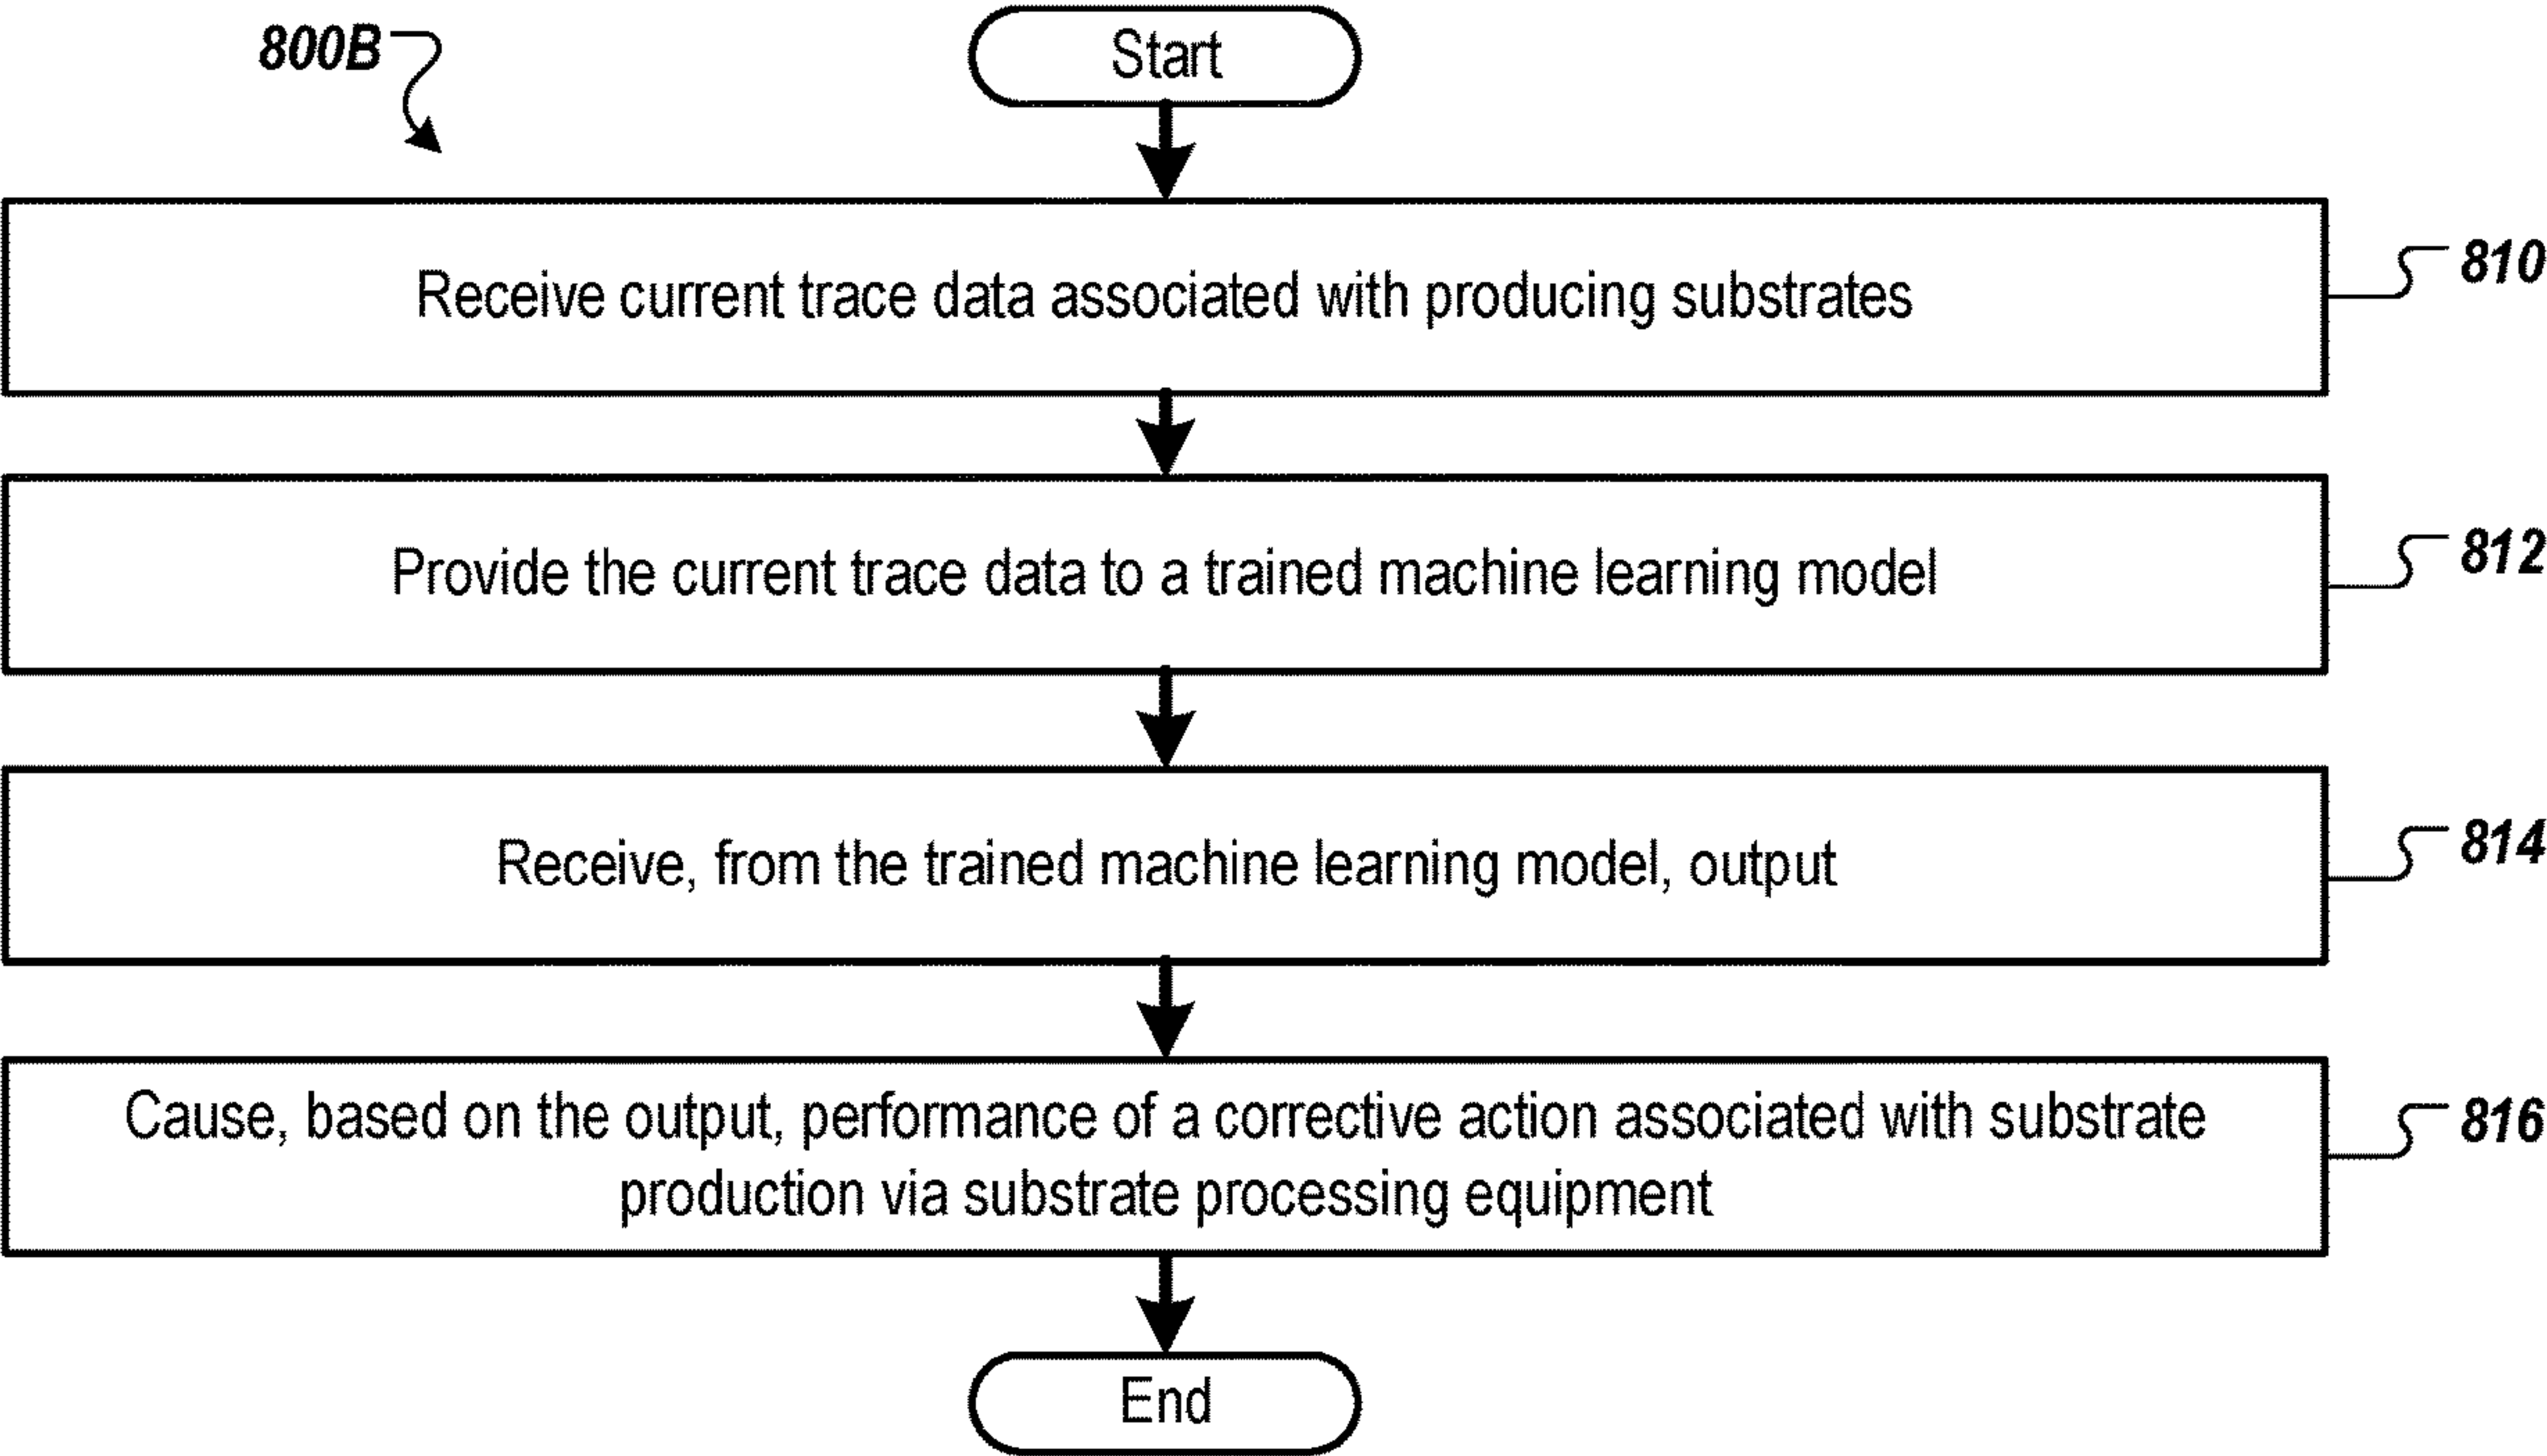 800B
Start
Receive current trace data associated with producing substrates
810
Provide the current trace data to a trained machine learning model
812
Receive, from the trained machine learning model, output
814
Cause, based on the output, performance of a corrective action associated with substrate
production via substrate processing equipment
816
End